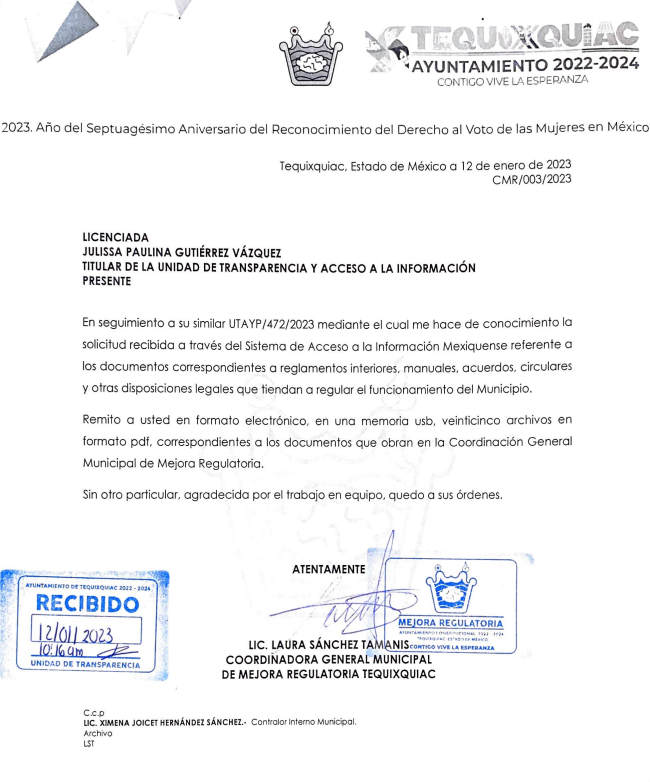 TEQUIXQUIAC
AYUNTAMIENTO 2022-2024
CONTIGO VIVE LA ESPERANZA
2023. Año del Septuagésimo Aniversario del Reconocimiento del Derecho al Voto de las Mujeres en México
Tequixquiac, Estado de México a 12 de enero de 2023
CMR/003/2023
LICENCIADA
JULISSA PAULINA GUTIÉRREZ VÁZQUEZ
TITULAR DE LA UNIDAD DE TRANSPARENCIA Y ACCESO A LA INFORMACIÓN
PRESENTE
En seguimiento a su similar UTAYP/472/2023 mediante el cual me hace de conocimiento la
solicitud recibida a través del Sistema de Acceso a la Información Mexiquense referente a
los documentos correspondientes a reglamentos interiores, manuales, acuerdos, circulares
y otras disposiciones legales que tiendan a regular el funcionamiento del Municipio.
Remito a usted en formato electrónico, en una memoria usb, veinticinco archivos en
formato pdf, correspondientes a los documentos que obran en la Coordinación General
Municipal de Mejora Regulatoria.
Sin otro particular, agradecida por el trabajo en equipo, quedo a sus órdenes.
ATENTAMENTE
AYUNTAMIENTO DE TEQUIXQUIAC 2022 - 2024
RECIBIDO
12/01/2023
10:16 am
UNIDAD DE TRANSPARENCIA
MEJORA REGULATORIA
AYUNTAMIENTO CONSTITUCIONAL 2022 - 2024
TEQUIXQUIAC ESTADO DE MÉXICO
CONTIGO VIVE LA ESPERANZA
LIC. LAURA SÁNCHEZ TAMANIS
COORDINADORA GENERAL MUNICIPAL
DE MEJORA REGULATORIA TEQUIXQUIAC
C.c.p
LIC. XIMENA JOICET HERNÁNDEZ SÁNCHEZ.- Contralor Interno Municipal.
Archivo
LST